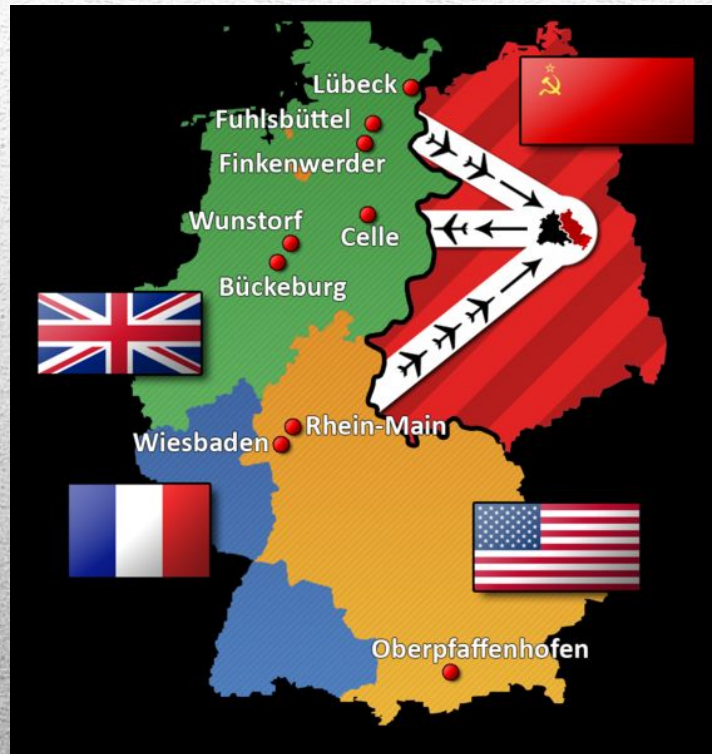 Lübeck
Fuhlsbüttel
Finkenwerder
Wunstorf
Celle
Bückeburg
Rhein-Main
Wiesbaden
Oberpfaffenhofen